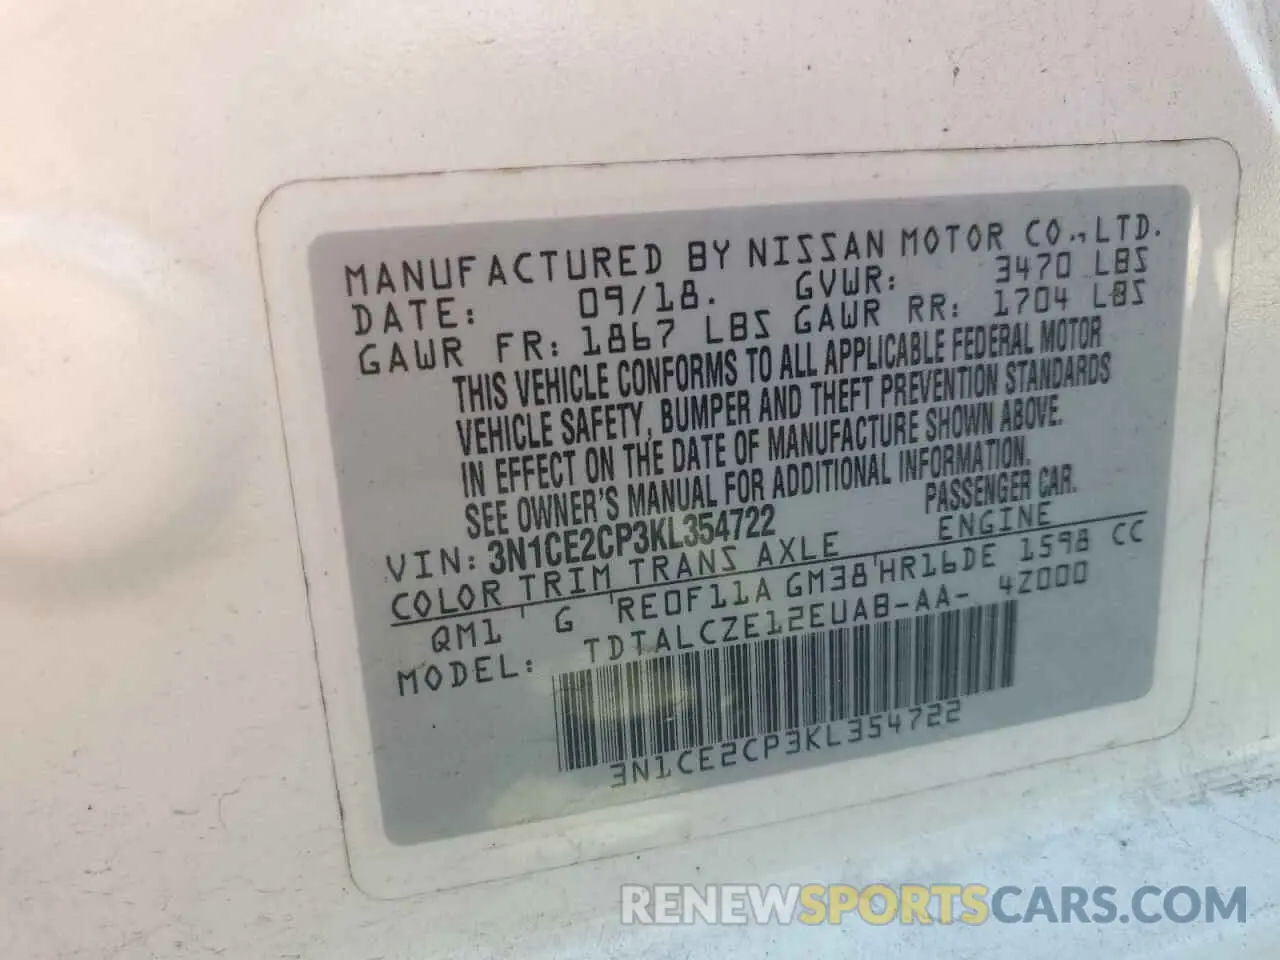 MANUFACTURED BY NISSAN MOTOR CO., LTD.
DATE: 09/18. GVWR: 3470 LBS
GAWR FR: 1867 LBS GAWR RR: 1704 LBS
THIS VEHICLE CONFORMS TO ALL APPLICABLE FEDERAL MOTOR
VEHICLE SAFETY, BUMPER AND THEFT PREVENTION STANDARDS
IN EFFECT ON THE DATE OF MANUFACTURE SHOWN ABOVE.
SEE OWNER'S MANUAL FOR ADDITIONAL INFORMATION.
VIN: 3N1CE2CP3KL354722 PASSENGER CAR.
COLOR TRIM TRANS AXLE ENGINE
QM1 G RE0F11A GM38 HR16DE 1598 CC
MODEL: TDTALCZE12EUAB-AA- 4Z000
3N1CE2CP3KL354722
RENEWSPORTSCARS.COM